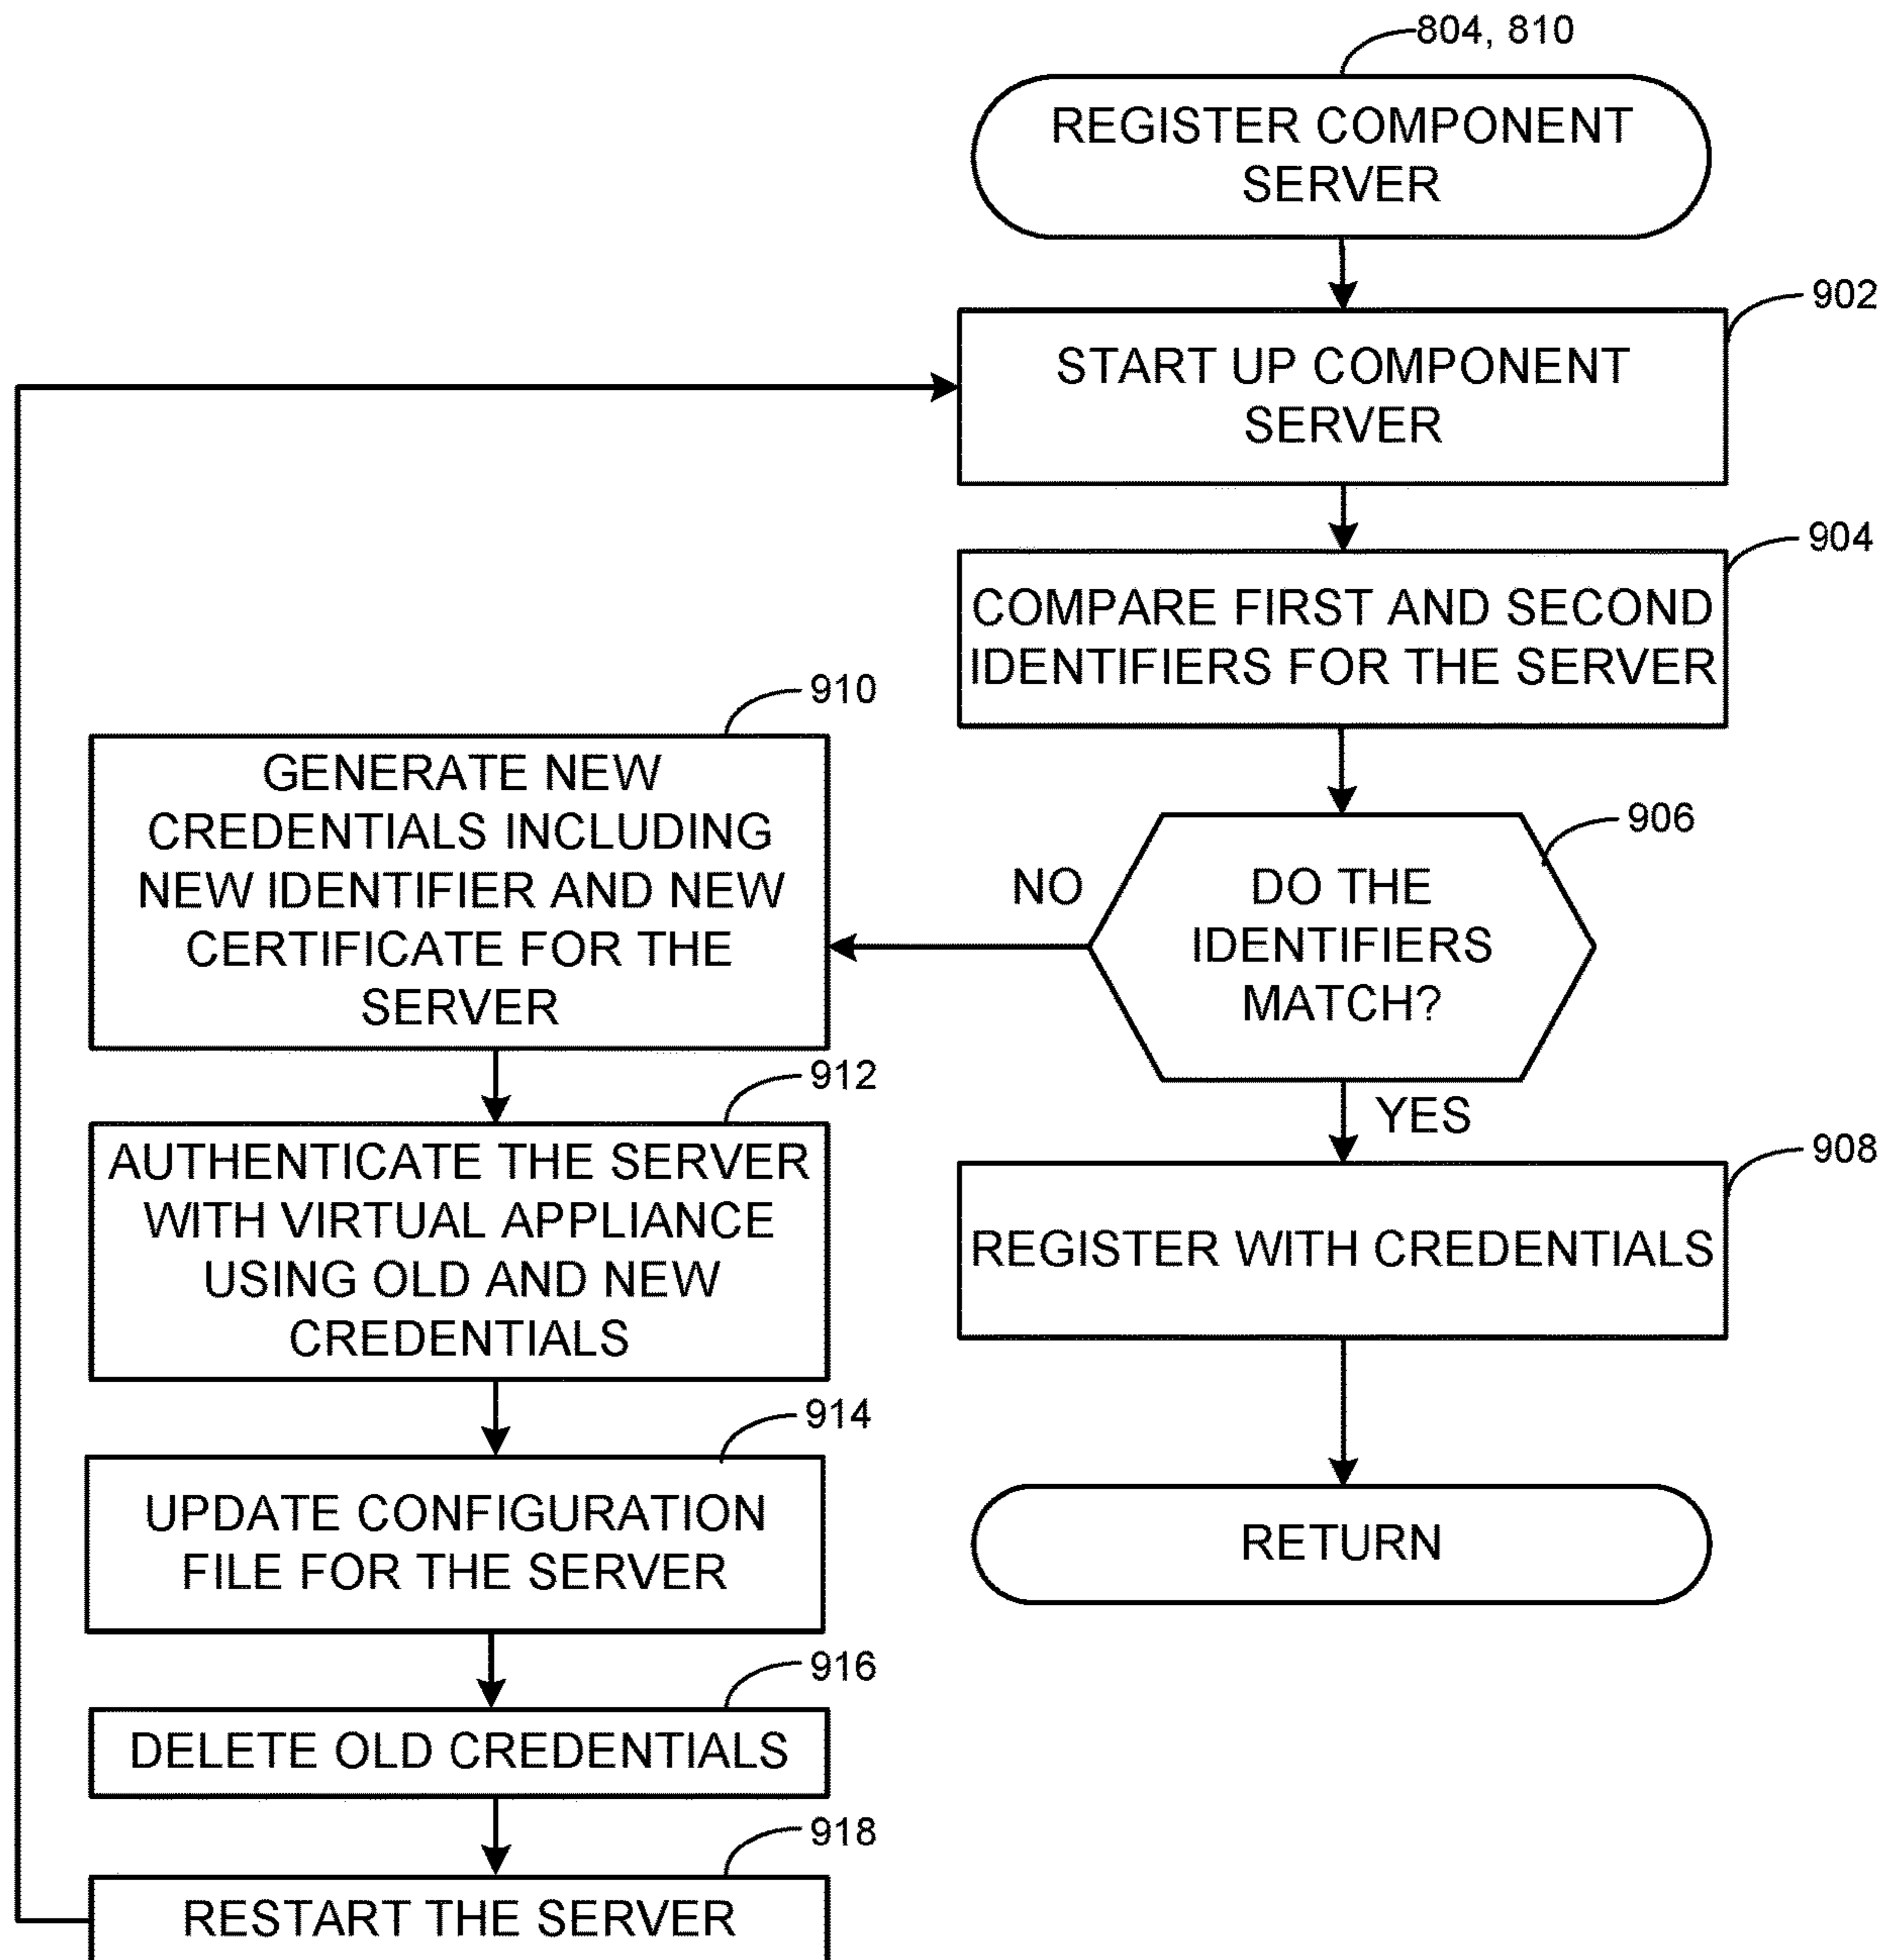 804, 810
REGISTER COMPONENT
SERVER
902
START UP COMPONENT
SERVER
904
COMPARE FIRST AND SECOND
IDENTIFIERS FOR THE SERVER
906
DO THE
IDENTIFIERS
MATCH?
NO
YES
908
REGISTER WITH CREDENTIALS
RETURN
910
GENERATE NEW
CREDENTIALS INCLUDING
NEW IDENTIFIER AND NEW
CERTIFICATE FOR THE
SERVER
912
AUTHENTICATE THE SERVER
WITH VIRTUAL APPLIANCE
USING OLD AND NEW
CREDENTIALS
914
UPDATE CONFIGURATION
FILE FOR THE SERVER
916
DELETE OLD CREDENTIALS
918
RESTART THE SERVER